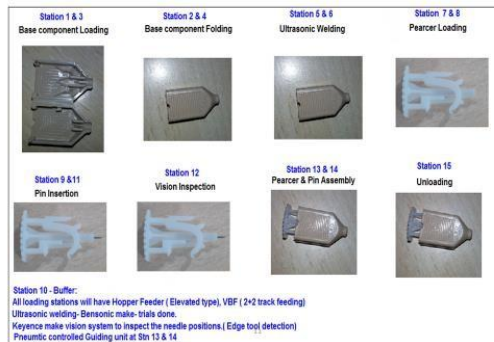 Station 1 & 3
Base component Loading
Station 2 & 4
Base component Folding
Station 5 & 6
Ultrasonic Welding
Station 7 & 8
Pearcer Loading
Station 9 &11
Pin Insertion
Station 12
Vision Inspection
Station 13 & 14
Pearcer & Pin Assembly
Station 15
Unloading
Station 10 - Buffer:
All loading stations will have Hopper Feeder ( Elevated type), VBF ( 2+2 track feeding)
Ultrasonic welding- Bensonic make- trials done.
Keyence make vision system to inspect the needle positions.( Edge tool detection)
Pneumtic controlled Guiding unit at Stn 13 & 14